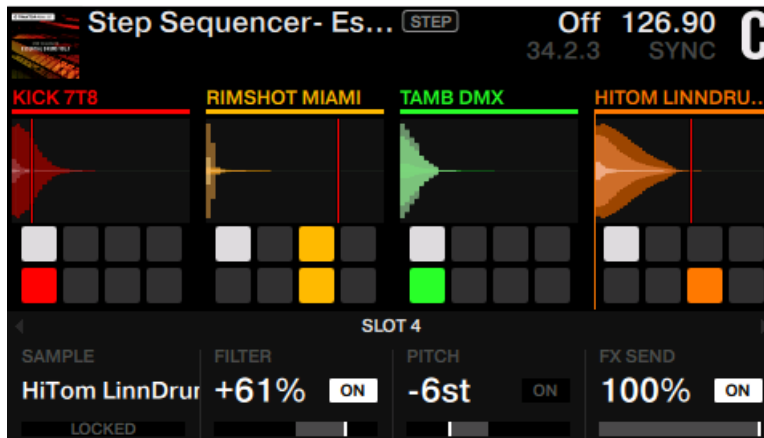 Step Sequencer- Es... STEP Off 126.90 C
34.2.3 SYNC
KICK 7T8 RIMSHOT MIAMI TAMB DMX HITOM LINNDRU..
SLOT 4
SAMPLE FILTER PITCH FX SEND
HiTom LinnDrur +61% ON -6st ON 100% ON
LOCKED